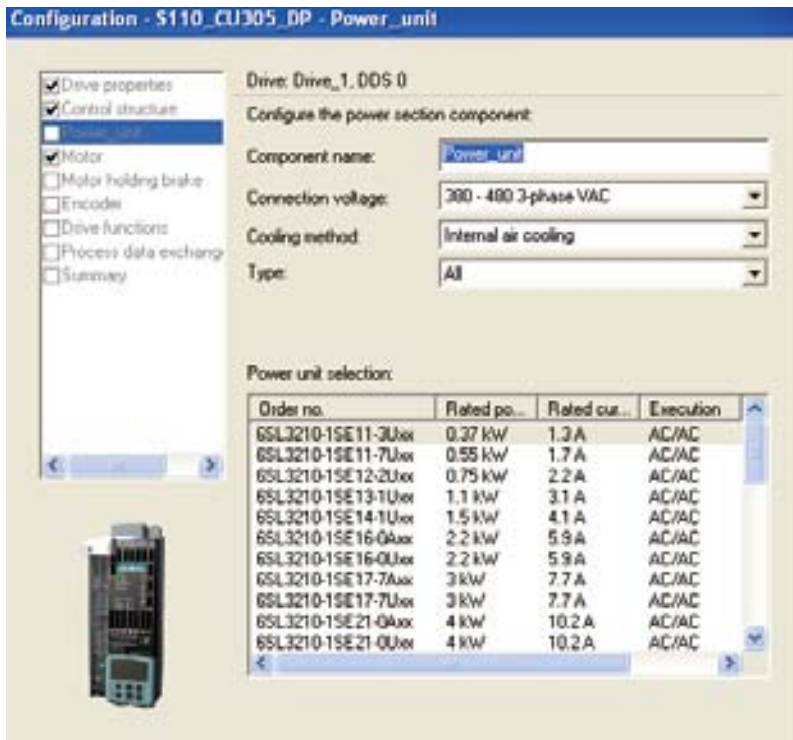 Configuration - S110_CU305_DP - Power_unit
Drive properties
Control structure
Power_unit
Motor
Motor holding brake
Encoder
Drive functions
Process data exchang
Summary
Drive: Drive_1, DDS 0
Configure the power section component:
Component name: Power_unit
Connection voltage: 380 - 480 3-phase VAC
Cooling method: Internal air cooling
Type: All
Power unit selection:
Order no. Rated po... Rated cur... Execution
6SL3210-1SE11-3Uxx 0.37 kW 1.3 A AC/AC
6SL3210-1SE11-7Uxx 0.55 kW 1.7 A AC/AC
6SL3210-1SE12-2Uxx 0.75 kW 2.2 A AC/AC
6SL3210-1SE13-1Uxx 1.1 kW 3.1 A AC/AC
6SL3210-1SE14-1Uxx 1.5 kW 4.1 A AC/AC
6SL3210-1SE16-0Axx 2.2 kW 5.9 A AC/AC
6SL3210-1SE16-0Uxx 2.2 kW 5.9 A AC/AC
6SL3210-1SE17-7Axx 3 kW 7.7 A AC/AC
6SL3210-1SE17-7Uxx 3 kW 7.7 A AC/AC
6SL3210-1SE21-0Axx 4 kW 10.2 A AC/AC
6SL3210-1SE21-0Uxx 4 kW 10.2 A AC/AC